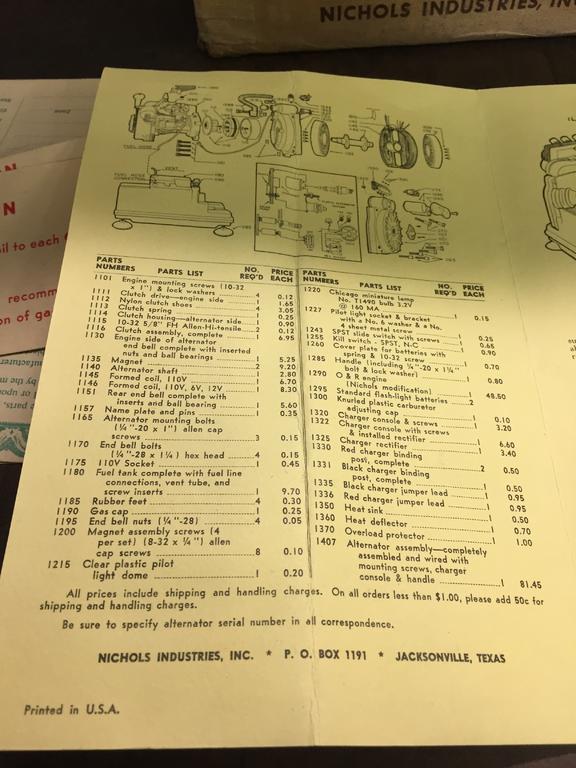 NICHOLS INDUSTRIES, INC
N
recomm
on of ga
FUEL HOSE
VENT
FUEL HOSE
CONNECTION
PARTS
NUMBERS PARTS LIST NO. REQ'D PRICE EACH
1101 Engine mounting screws (10-32
x 1") & lock washers 4 0.12
1111 Clutch drive—engine side 1 1.65
1112 Nylon clutch shoes 4 3.05
1113 Clutch spring 1 0.25
1114 Clutch housing—alternator side 1 0.90
1115 10-32 5/8" FH Allen-Hi-tensile 2 0.12
1116 Clutch assembly, complete 1 6.95
1130 Engine side of alternator
end bell complete with inserted
nuts and ball bearings 1 5.25
1135 Magnet 2 9.20
1140 Alternator shaft 1 2.80
1145 Formed coil, 110V 1 6.70
1146 Formed coil, 110V, 6V, 12V 1 8.30
1151 Rear end bell complete with
inserts and ball bearing 1 5.60
1157 Name plate and pins 1 0.35
1165 Alternator mounting bolts
(¼"-20 x 1") allen cap
screws 3 0.15
1170 End bell bolts
(¼"-28 x 1¼) hex head 4 0.15
1175 110V Socket 1 0.45
1180 Fuel tank complete with fuel line
connections, vent tube, and
screw inserts 1 9.70
1185 Rubber feet 4 0.30
1190 Gas cap 1 0.25
1195 End bell nuts (¼"-28) 4 0.05
1200 Magnet assembly screws (4
per set) (8-32 x ¾") allen
cap screws 8 0.10
1215 Clear plastic pilot
light dome 1 0.20
PARTS
NUMBERS PARTS LIST NO. REQ'D PRICE EACH
1220 Chicago miniature lamp
No. T1490 bulb 3.2V
@ 160 MA 1 0.15
1227 Pilot light socket & bracket
with a No. 6 washer & a No.
4 sheet metal screw 1 0.25
1243 SPST slide switch with screws 1 0.65
1255 Kill switch - SPST. N-C 1 0.90
1260 Cover plate for batteries with
spring & 10-32 screw 1 0.70
1285 Handle (including ¼"-20 x 1¼"
bolt & lock washer) 1 0.80
1290 O & R engine
(Nichols modification) 1 48.50
1295 Standard flash-light batteries 2
1300 Knurled plastic carburetor
adjusting cap 1 0.10
1320 Charger console & screws 1 3.20
1322 Charger console with screws
& installed rectifier 1 6.60
1325 Charger rectifier 1 3.40
1330 Red charger binding
post, complete 2 0.50
1331 Black charger binding
post, complete 1 0.50
1335 Black charger jumper lead 1 0.95
1336 Red charger jumper lead 1 0.95
1350 Heat sink 1 0.50
1360 Heat deflector 1 0.70
1370 Overload protector 1 1.00
1407 Alternator assembly—completely
assembled and wired with
mounting screws, charger
console & handle 1 81.45
All prices include shipping and handling charges. On all orders less than $1.00, please add 50c for
shipping and handling charges.
Be sure to specify alternator serial number in all correspondence.
NICHOLS INDUSTRIES, INC. * P. O. BOX 1191 * JACKSONVILLE, TEXAS
Printed in U.S.A.